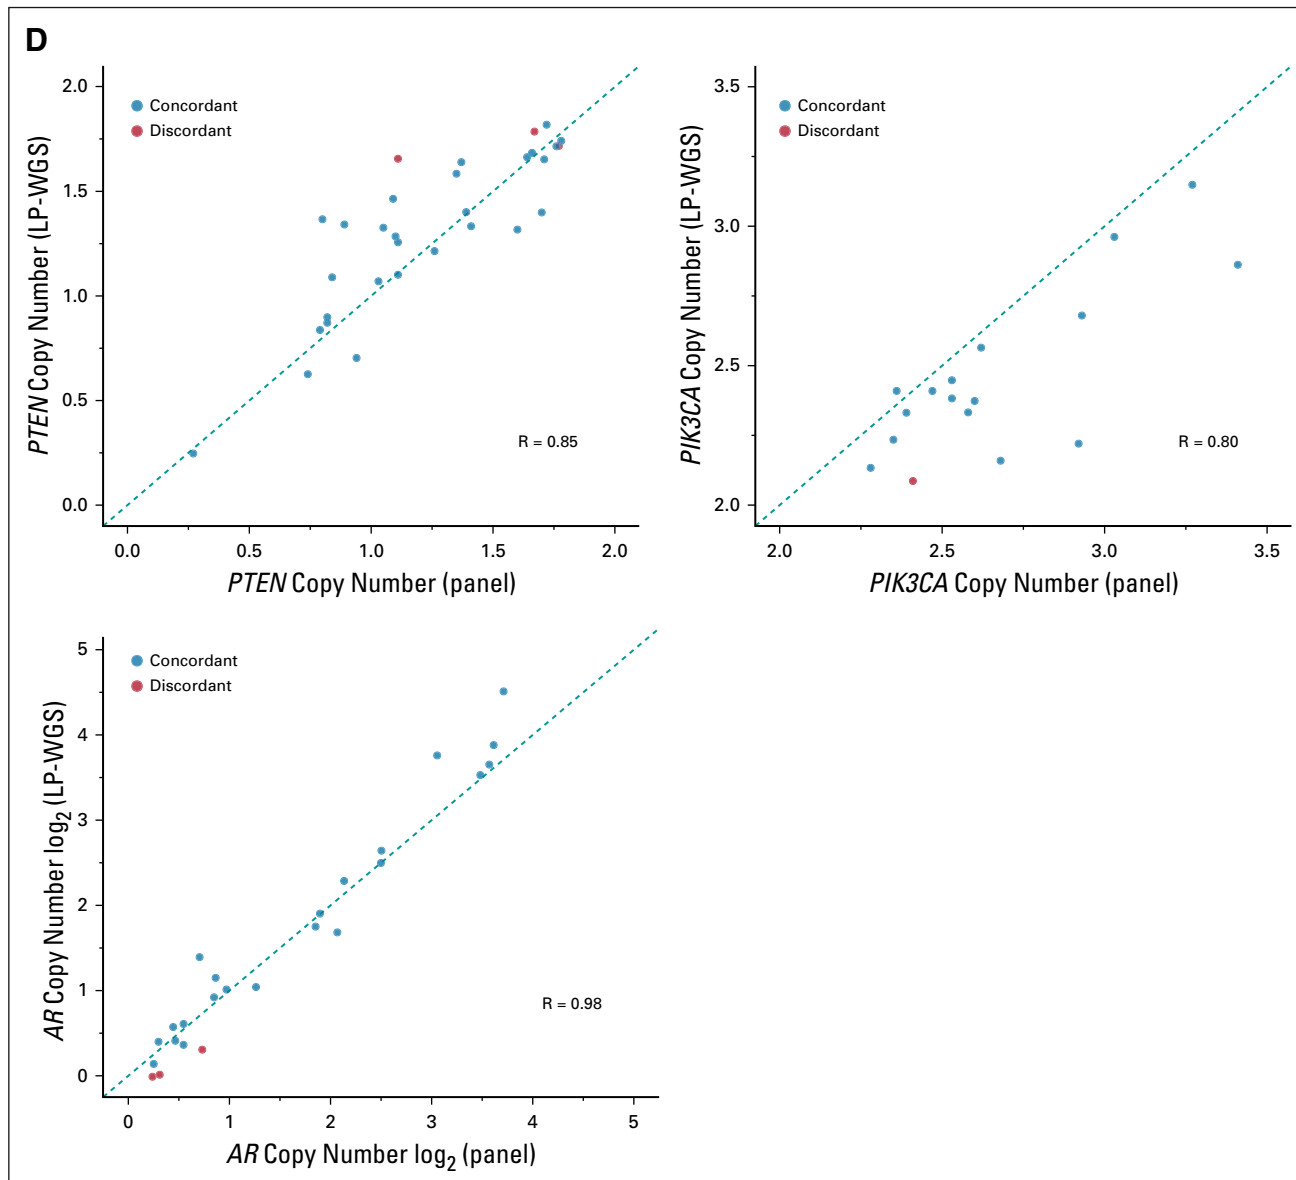 D
PTEN Copy Number (LP-WGS)
2.0
1.5
1.0
0.5
0.0
Concordant
Discordant
R = 0.85
0.0 0.5 1.0 1.5 2.0
PTEN Copy Number (panel)
PIK3CA Copy Number (LP-WGS)
3.5
3.0
2.5
2.0
Concordant
Discordant
R = 0.80
2.0 2.5 3.0 3.5
PIK3CA Copy Number (panel)
AR Copy Number log2 (LP-WGS)
5
4
3
2
1
0
Concordant
Discordant
R = 0.98
0 1 2 3 4 5
AR Copy Number log2 (panel)